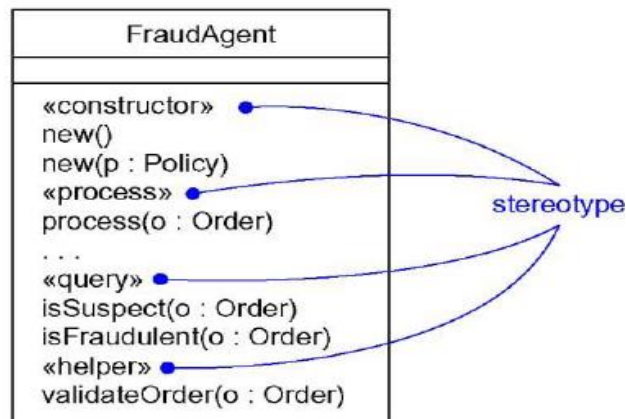 FraudAgent
«constructor»
new()
new(p : Policy)
«process»
process(o : Order)
. . .
«query»
isSuspect(o : Order)
isFraudulent(o : Order)
«helper»
validateOrder(o : Order)
stereotype